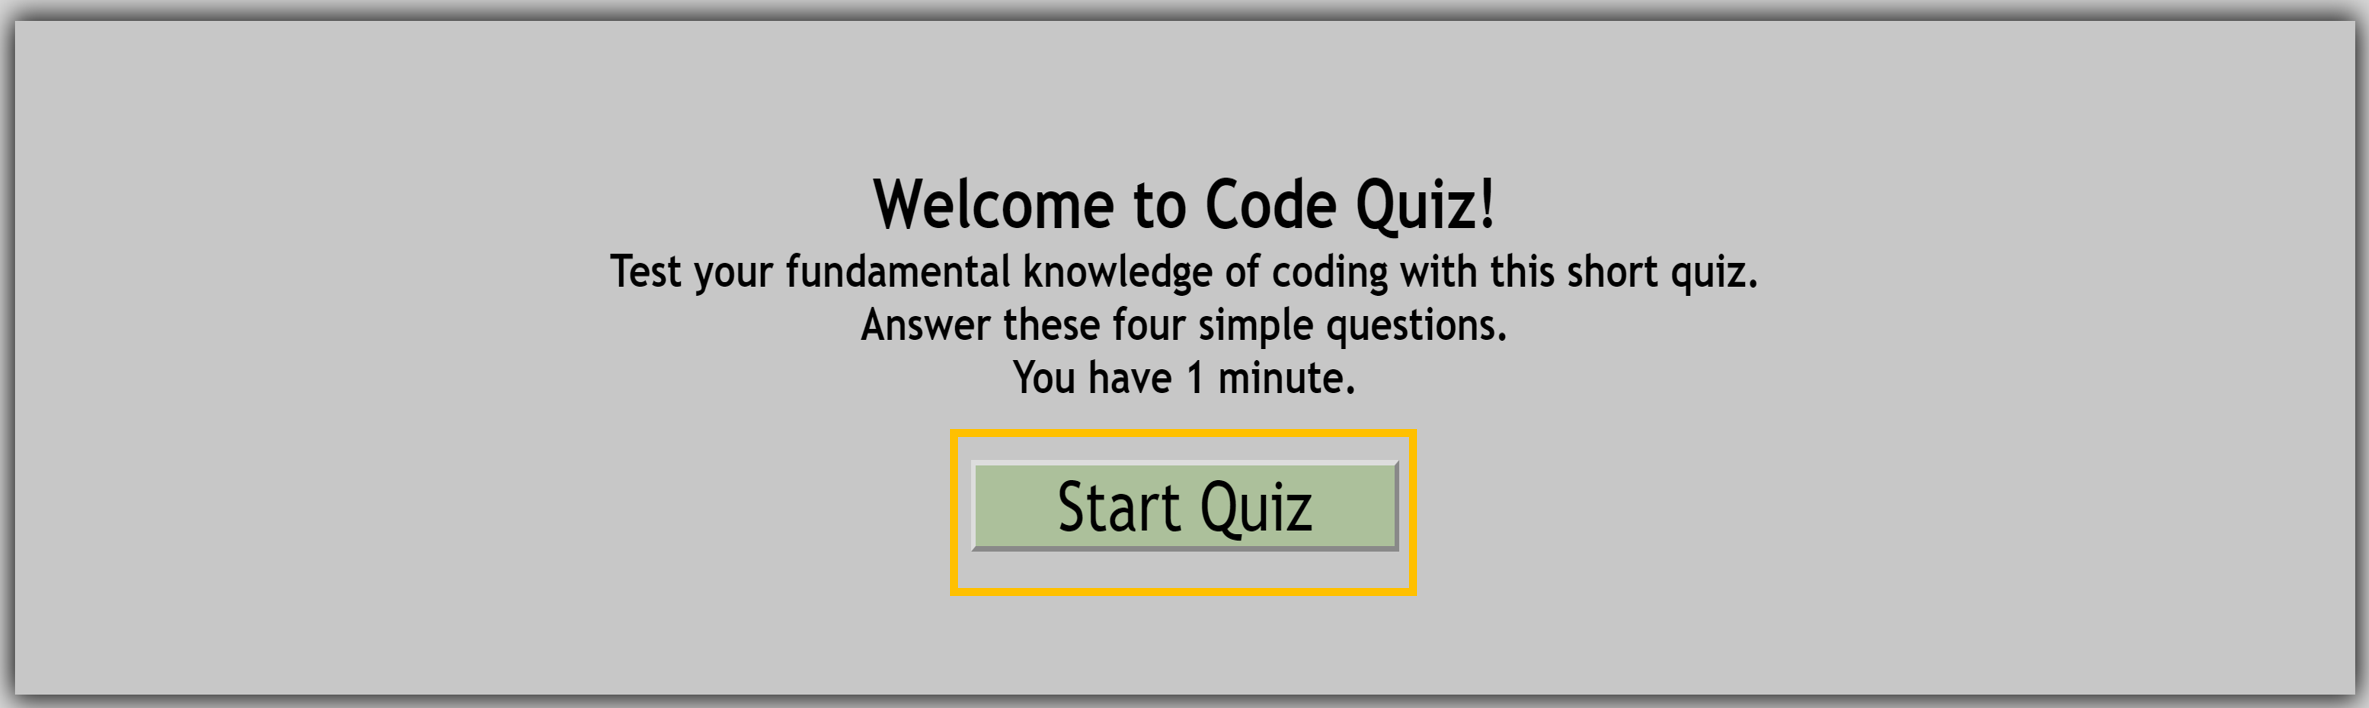 Welcome to Code Quiz!
Test your fundamental knowledge of coding with this short quiz.
Answer these four simple questions.
You have 1 minute.
Start Quiz